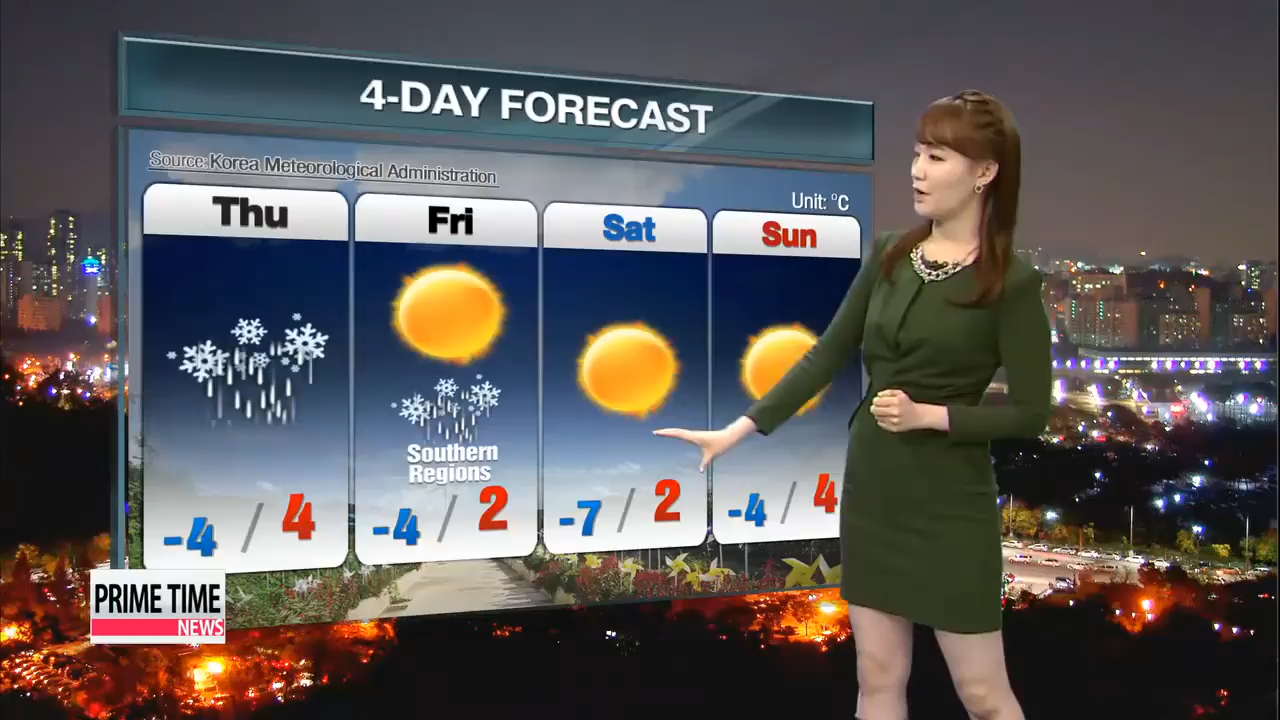 4-DAY FORECAST
Source: Korea Meteorological Administration
Unit: °C
Thu
Fri
Sat
Sun
Southern
Regions
-4 / 4
-4 / 2
-7 / 2
-4 / 4
PRIME TIME
NEWS